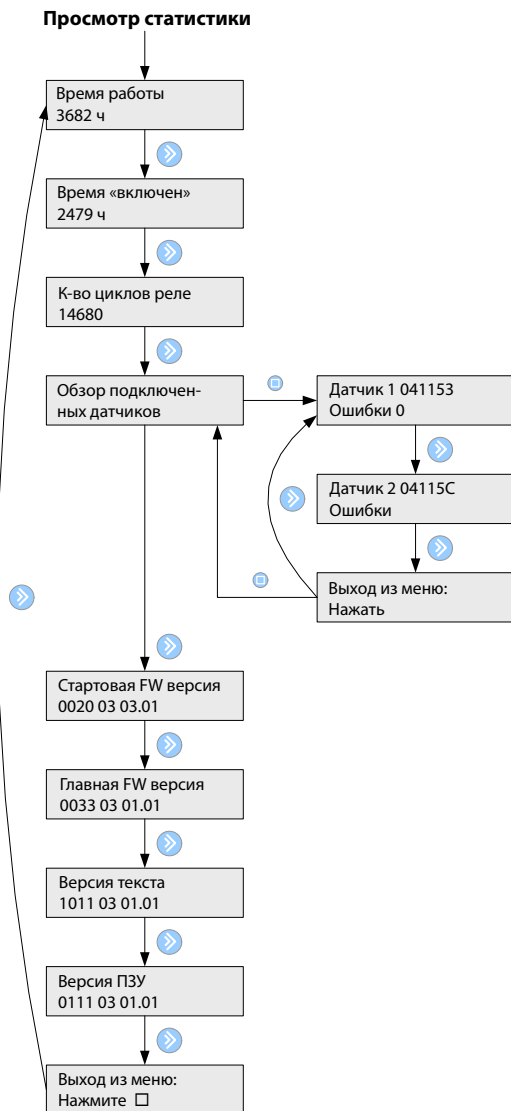 Просмотр статистики
Время работы
3682 ч
Время «включен»
2479 ч
К-во циклов реле
14680
Обзор подключен-
ных датчиков
Датчик 1 041153
Ошибки 0
Датчик 2 04115C
Ошибки
Выход из меню:
Нажать
Стартовая FW версия
0020 03 03.01
Главная FW версия
0033 03 01.01
Версия текста
1011 03 01.01
Версия ПЗУ
0111 03 01.01
Выход из меню:
Нажмите □